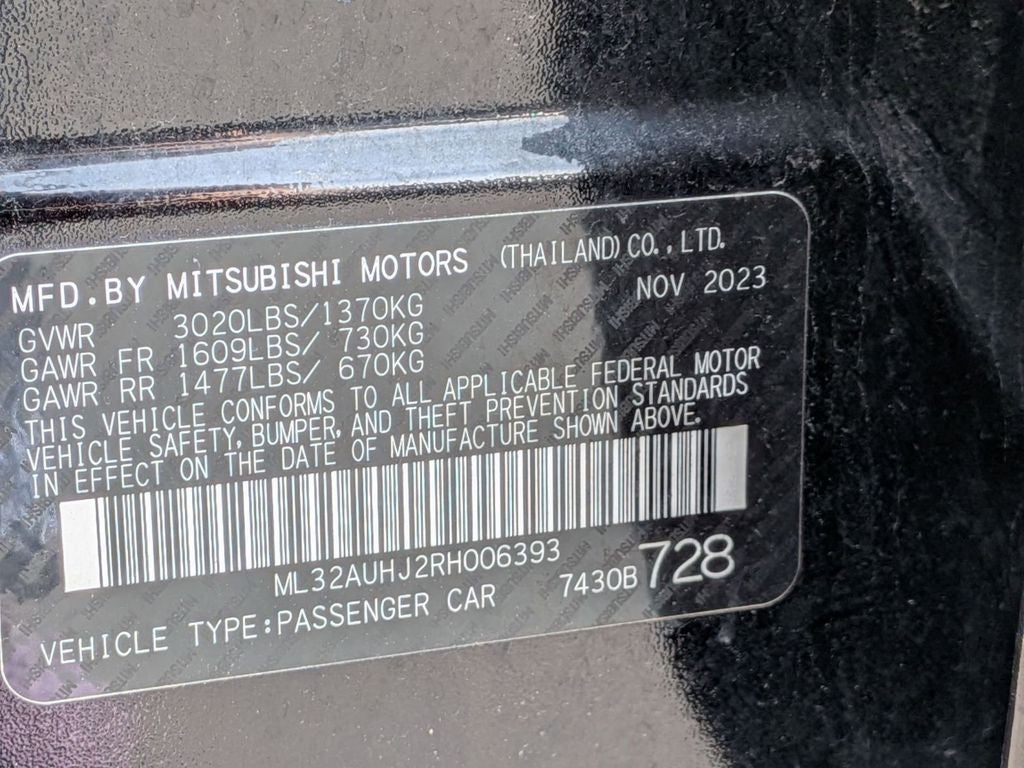 MFD.BY MITSUBISHI MOTORS (THAILAND) CO., LTD.
NOV 2023
GVWR 3020LBS/1370KG
GAWR FR 1609LBS/ 730KG
GAWR RR 1477LBS/ 670KG
THIS VEHICLE CONFORMS TO ALL APPLICABLE FEDERAL MOTOR
VEHICLE SAFETY, BUMPER, AND THEFT PREVENTION STANDARDS
IN EFFECT ON THE DATE OF MANUFACTURE SHOWN ABOVE.
ML32AUHJ2RH006393
7430B 728
VEHICLE TYPE:PASSENGER CAR